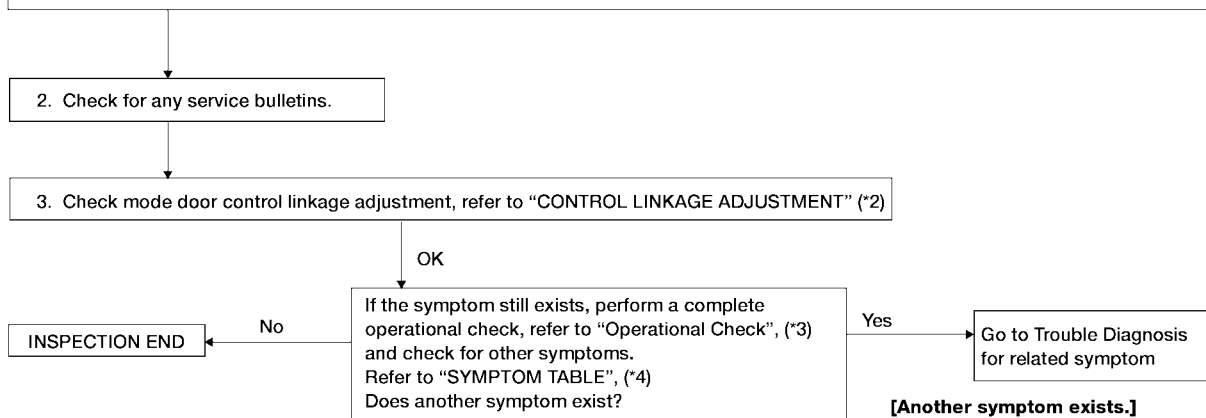 2. Check for any service bulletins.
3. Check mode door control linkage adjustment, refer to “CONTROL LINKAGE ADJUSTMENT” (*2)
OK
If the symptom still exists, perform a complete
operational check, refer to “Operational Check”, (*3)
and check for other symptoms.
Refer to “SYMPTOM TABLE”, (*4)
Does another symptom exist?
No
INSPECTION END
Yes
Go to Trouble Diagnosis
for related symptom
[Another symptom exists.]